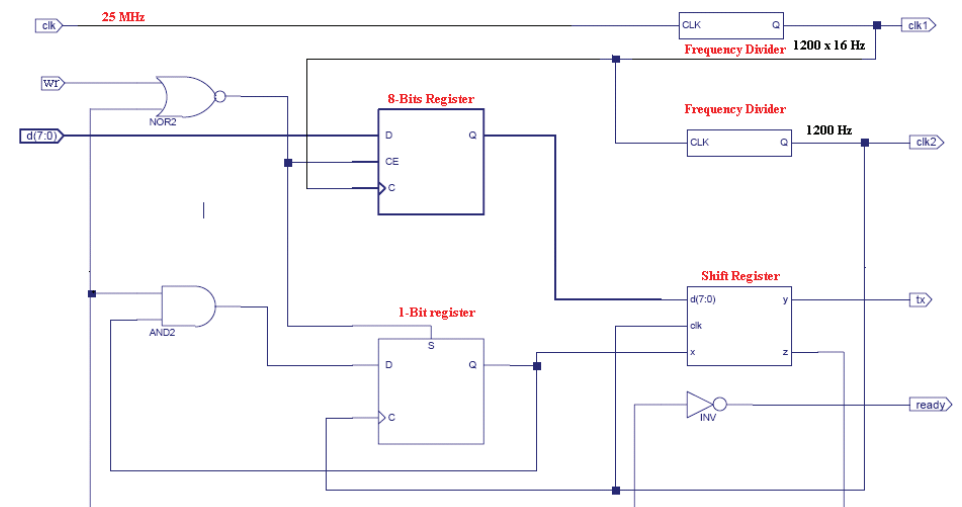 clk
25 MHz
CLK
Q
clk1
Frequency Divider
1200 x 16 Hz
wr
NOR2
8-Bits Register
Frequency Divider
1200 Hz
d(7:0)
D
Q
CLK
Q
clk2
CE
C
Shift Register
d(7:0)
y
tx
AND2
1-Bit register
clk
S
D
Q
x
z
C
INV
ready